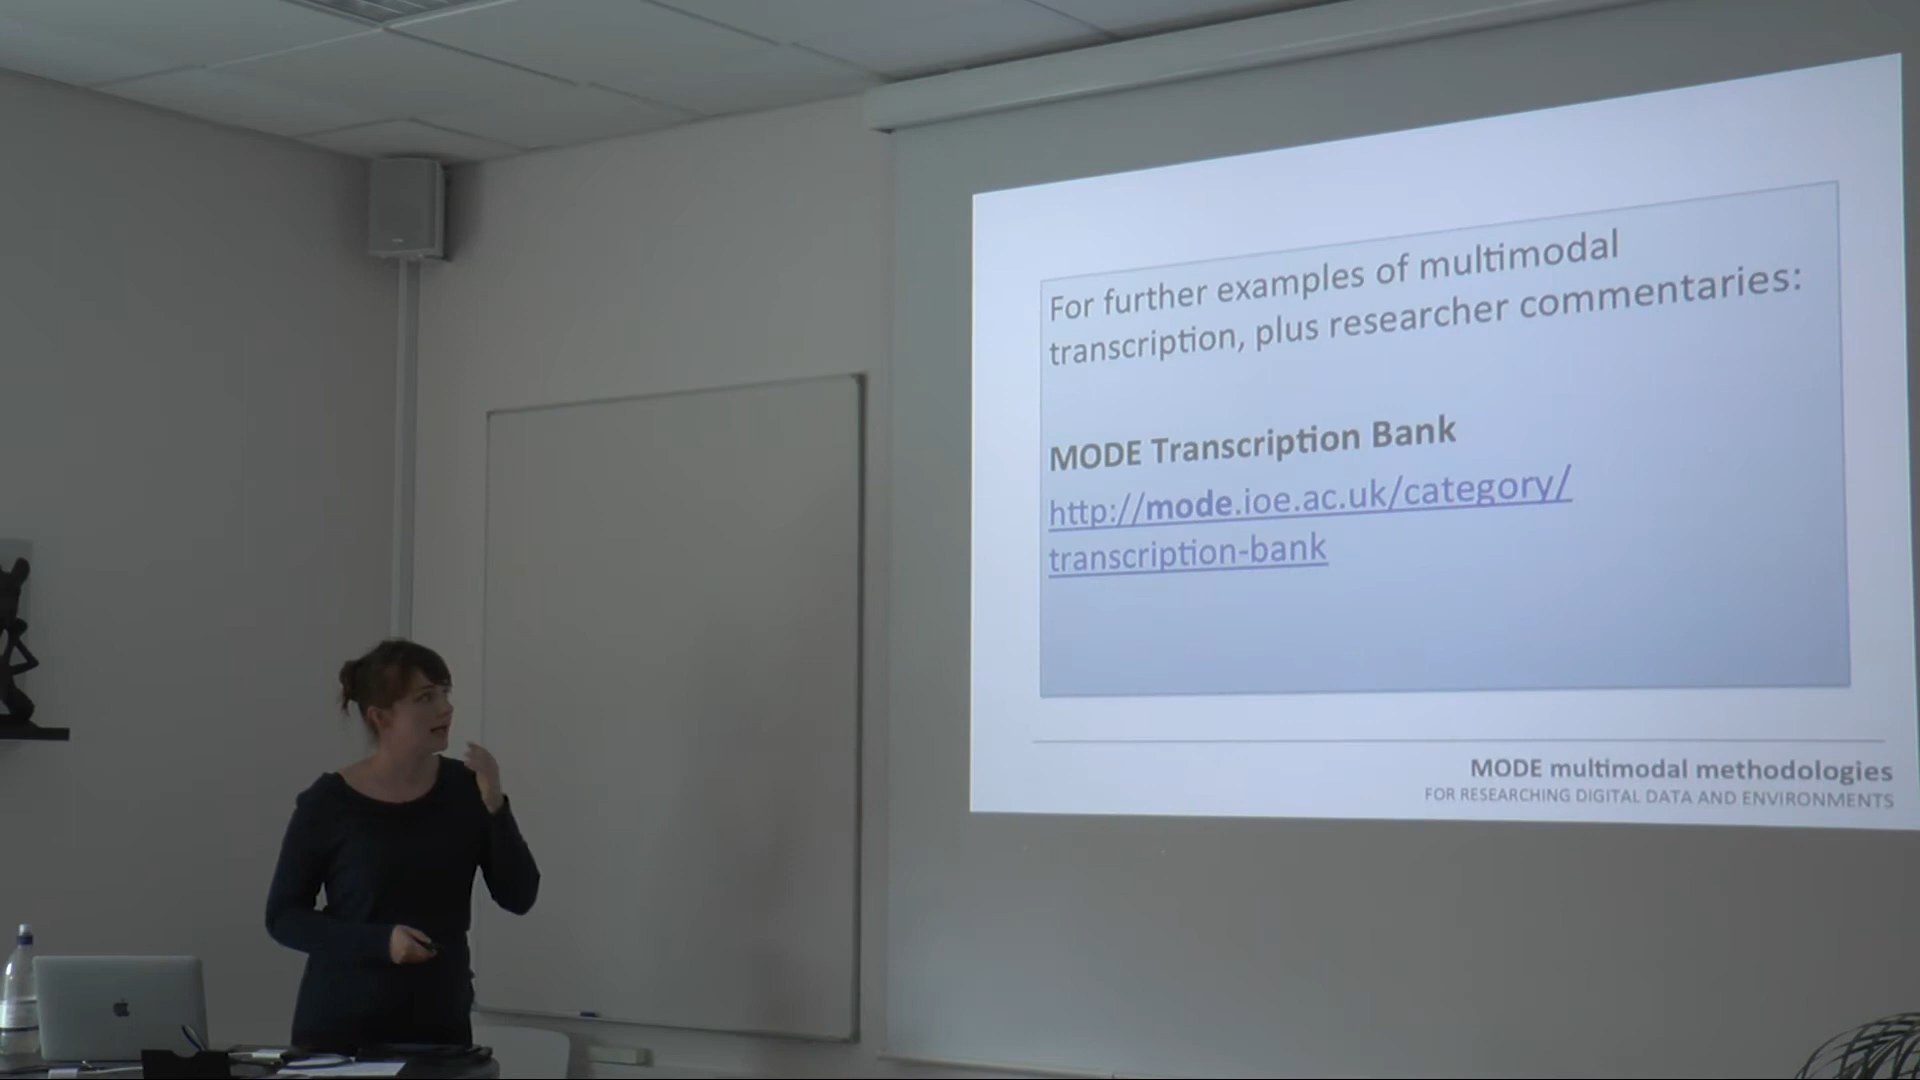 For further examples of multimodal
transcription, plus researcher commentaries:
MODE Transcription Bank
http://mode.ioe.ac.uk/category/
transcription-bank
MODE multimodal methodologies
FOR RESEARCHING DIGITAL DATA AND ENVIRONMENTS